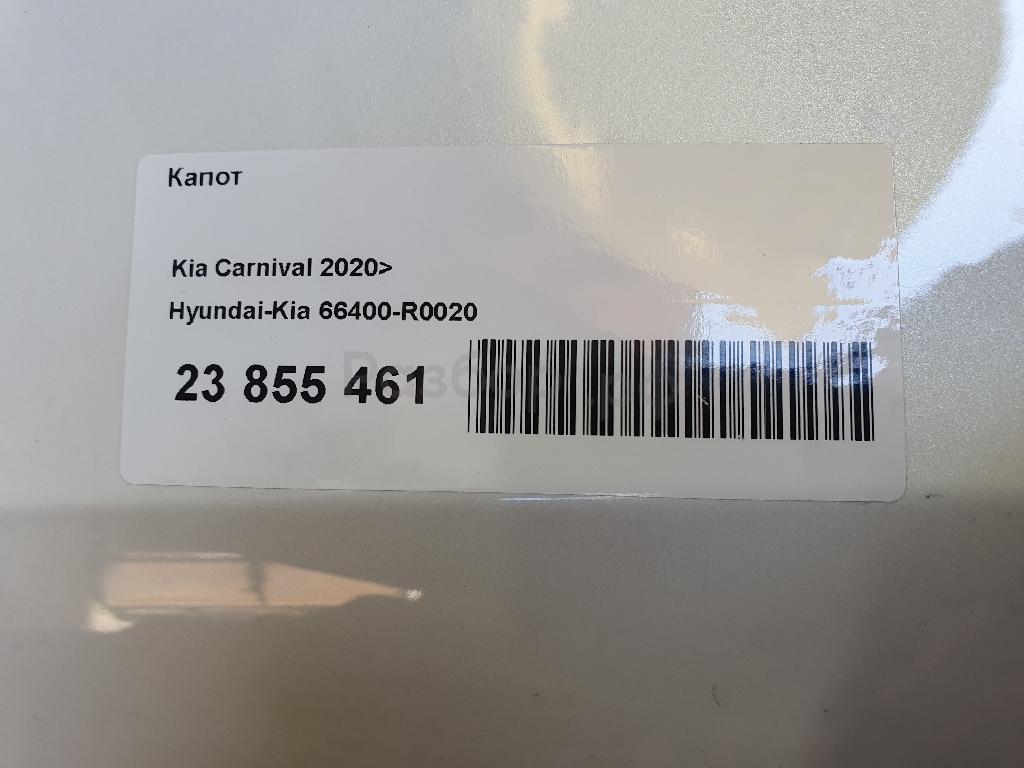 Капот
Kia Carnival 2020>
Hyundai-Kia 66400-R0020
23 855 461